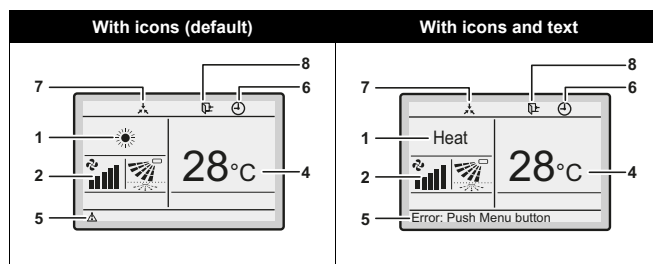 With icons (default)
With icons and text
8
7 6
1
2 28°C 4
5
8
7 6
1 Heat
2 28°C 4
5 Error: Push Menu button